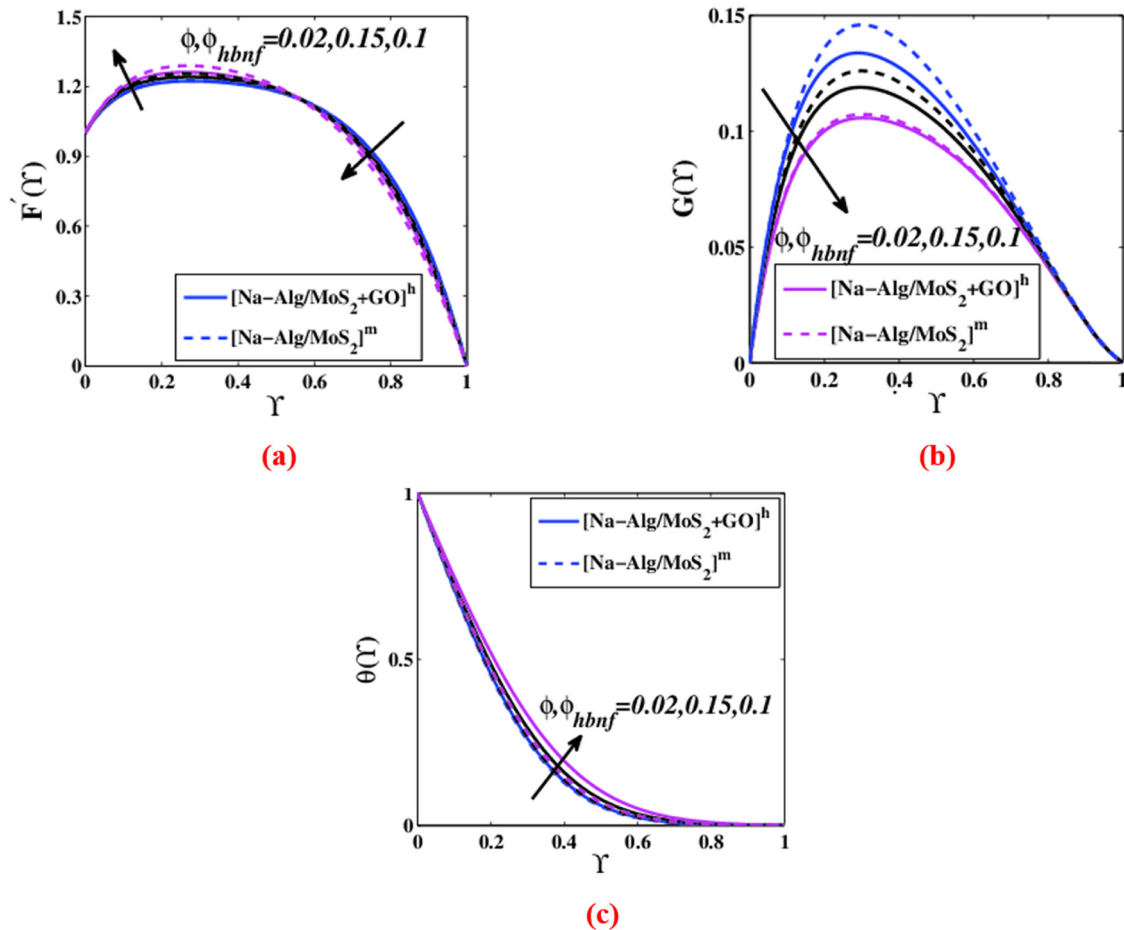 1.5
1.2
0.9
0.6
0.3
0
F′(ϒ)
ϕ,ϕhbnf=0.02,0.15,0.1
[Na−Alg/MoS2+GO]h
[Na−Alg/MoS2]m
0 0.2 0.4 0.6 0.8 1
ϒ
(a)
0.15
0.1
0.05
0
G(ϒ)
ϕ,ϕhbnf=0.02,0.15,0.1
[Na−Alg/MoS2+GO]h
[Na−Alg/MoS2]m
0 0.2 0.4 0.6 0.8 1
ϒ
(b)
1
0.5
0
θ(ϒ)
[Na−Alg/MoS2+GO]h
[Na−Alg/MoS2]m
ϕ,ϕhbnf=0.02,0.15,0.1
0 0.2 0.4 0.6 0.8 1
ϒ
(c)